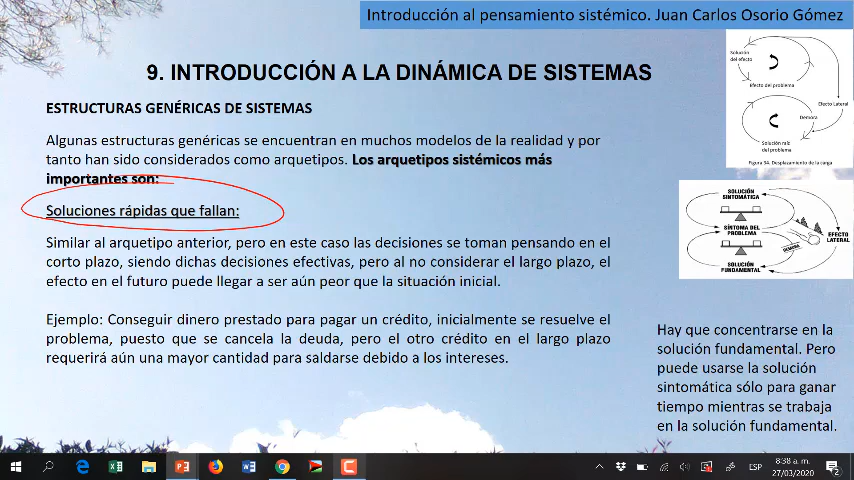 Introducción al pensamiento sistémico. Juan Carlos Osorio Gómez
9. INTRODUCCIÓN A LA DINÁMICA DE SISTEMAS
ESTRUCTURAS GENÉRICAS DE SISTEMAS
Algunas estructuras genéricas se encuentran en muchos modelos de la realidad y por
tanto han sido considerados como arquetipos. Los arquetipos sistémicos más
importantes son:
Soluciones rápidas que fallan:
Similar al arquetipo anterior, pero en este caso las decisiones se toman pensando en el
corto plazo, siendo dichas decisiones efectivas, pero al no considerar el largo plazo, el
efecto en el futuro puede llegar a ser aún peor que la situación inicial.
Ejemplo: Conseguir dinero prestado para pagar un crédito, inicialmente se resuelve el
problema, puesto que se cancela la deuda, pero el otro crédito en el largo plazo
requerirá aún una mayor cantidad para saldarse debido a los intereses.
Solución
del efecto
Efecto del problema
Efecto Lateral
Demora
Solución raíz
del problema
Figura 34. Desplazamiento de la carga
SOLUCIÓN
SINTOMÁTICA
SÍNTOMA DEL
PROBLEMA
EFECTO
LATERAL
DEMORA
SOLUCIÓN
FUNDAMENTAL
Hay que concentrarse en la
solución fundamental. Pero
puede usarse la solución
sintomática sólo para ganar
tiempo mientras se trabaja
en la solución fundamental.
ESP
8:38 a. m.
27/03/2020
2